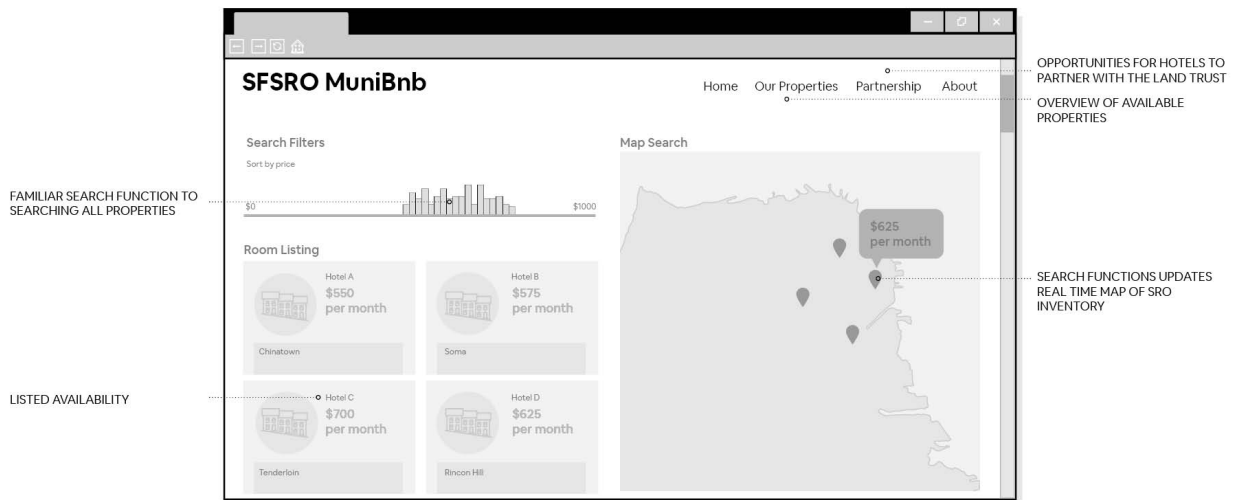 SFSRO MuniBnb
Home Our Properties Partnership About
OPPORTUNITIES FOR HOTELS TO
PARTNER WITH THE LAND TRUST
OVERVIEW OF AVAILABLE
PROPERTIES
Search Filters
Sort by price
$0
$1000
FAMILIAR SEARCH FUNCTION TO
SEARCHING ALL PROPERTIES
Map Search
$625
per month
SEARCH FUNCTIONS UPDATES
REAL TIME MAP OF SRO
INVENTORY
Room Listing
Hotel A
$550
per month
Chinatown
Hotel B
$575
per month
Soma
LISTED AVAILABILITY
Hotel C
$700
per month
Tenderloin
Hotel D
$625
per month
Rincon Hill